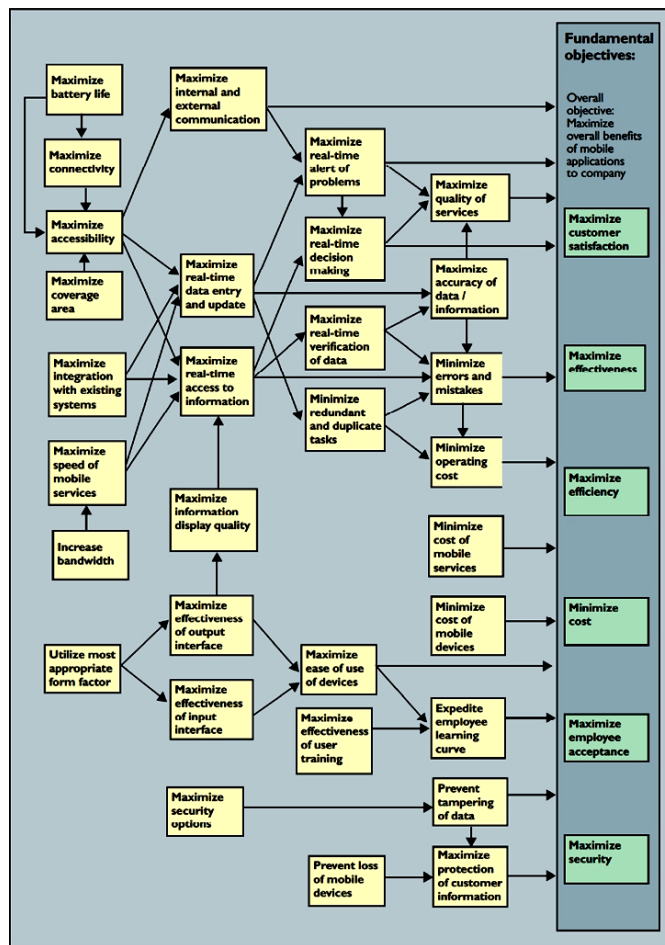 Fundamental
objectives:
Overall
objective:
Maximize
overall benefits
of mobile
applications
to company
Maximize
customer
satisfaction
Maximize
effectiveness
Maximize
efficiency
Minimize
cost
Maximize
employee
acceptance
Maximize
security
Maximize
battery life
Maximize
connectivity
Maximize
accessibility
Maximize
coverage
area
Maximize
integration
with existing
systems
Maximize
speed of
mobile
services
Increase
bandwidth
Utilize most
appropriate
form factor
Maximize
internal and
external
communication
Maximize
real-time
data entry
and update
Maximize
real-time
access to
information
Maximize
information
display quality
Maximize
effectiveness
of output
interface
Maximize
effectiveness
of input
interface
Maximize
security
options
Maximize
real-time
alert of
problems
Maximize
real-time
decision
making
Maximize
real-time
verification
of data
Minimize
redundant
and duplicate
tasks
Maximize
ease of use
of devices
Maximize
effectiveness
of user
training
Prevent loss
of mobile
devices
Maximize
quality of
services
Maximize
accuracy of
data /
information
Minimize
errors and
mistakes
Minimize
operating
cost
Minimize
cost of
mobile
services
Minimize
cost of
mobile
devices
Expedite
employee
learning
curve
Prevent
tampering
of data
Maximize
protection
of customer
information